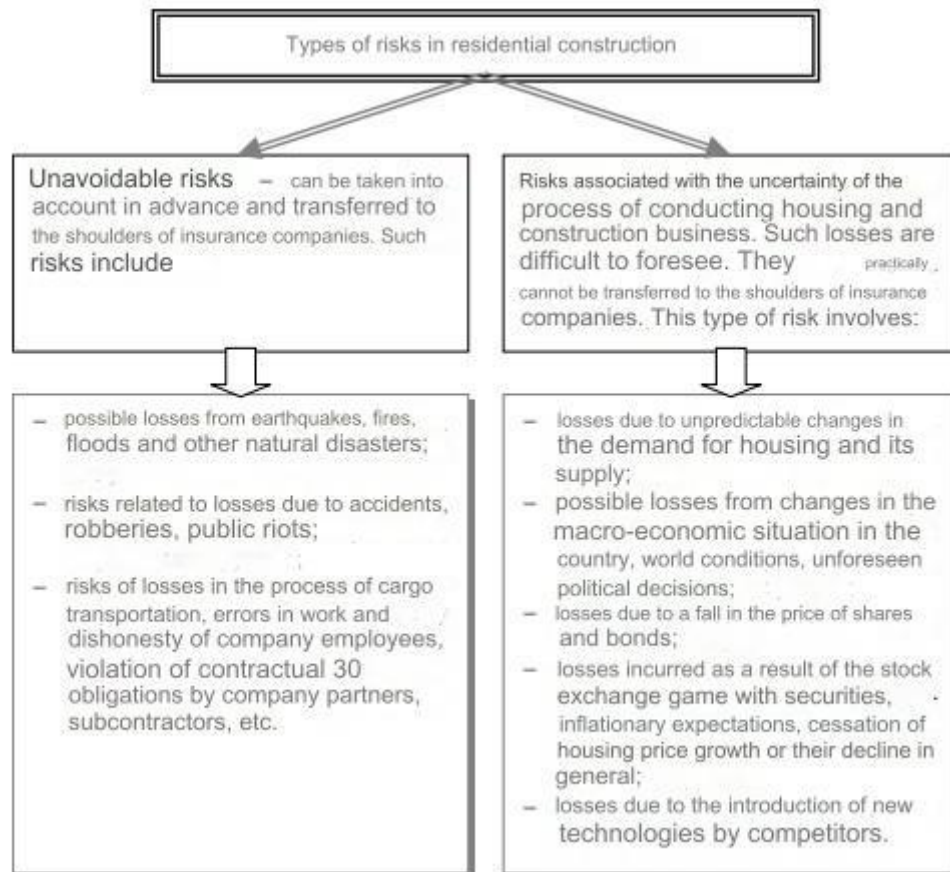 Types of risks in residential construction
Unavoidable risks – can be taken into
account in advance and transferred to
the shoulders of insurance companies. Such
risks include
Risks associated with the uncertainty of the
process of conducting housing and
construction business. Such losses are
difficult to foresee. They practically
cannot be transferred to the shoulders of insurance
companies. This type of risk involves:
– possible losses from earthquakes, fires,
floods and other natural disasters;
– risks related to losses due to accidents,
robberies, public riots;
– risks of losses in the process of cargo
transportation, errors in work and
dishonesty of company employees,
violation of contractual 30
obligations by company partners,
subcontractors, etc.
– losses due to unpredictable changes in
the demand for housing and its
supply;
– possible losses from changes in the
macro-economic situation in the
country, world conditions, unforeseen
political decisions;
– losses due to a fall in the price of shares
and bonds;
– losses incurred as a result of the stock
exchange game with securities,
inflationary expectations, cessation of
housing price growth or their decline in
general;
– losses due to the introduction of new
technologies by competitors.